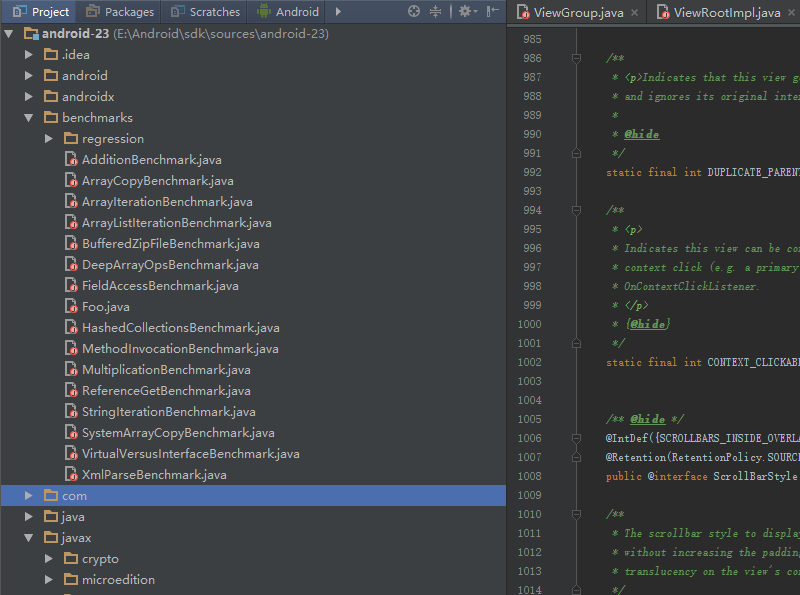 Project
Packages
Scratches
Android
android-23 (E:\Android\sdk\sources\android-23)
.idea
android
androidx
benchmarks
regression
AdditionBenchmark.java
ArrayCopyBenchmark.java
ArrayIterationBenchmark.java
ArrayListIterationBenchmark.java
BufferedZipFileBenchmark.java
DeepArrayOpsBenchmark.java
FieldAccessBenchmark.java
Foo.java
HashedCollectionsBenchmark.java
MethodInvocationBenchmark.java
MultiplicationBenchmark.java
ReferenceGetBenchmark.java
StringIterationBenchmark.java
SystemArrayCopyBenchmark.java
VirtualVersusInterfaceBenchmark.java
XmlParseBenchmark.java
com
java
javax
crypto
microedition
ViewGroup.java
ViewRootImpl.java
985
986 /**
987 * <p>Indicates that this view g
988 * and ignores its original inte
989 *
990 * @hide
991 */
992 static final int DUPLICATE_PARENT
993
994 /**
995 * <p>
996 * Indicates this view can be co
997 * context click (e.g. a primary
998 * OnContextClickListener.
999 * </p>
1000 * {@hide}
1001 */
1002 static final int CONTEXT_CLICKAB
1003
1004
1005 /** @hide */
1006 @IntDef({SCROLLBARS_INSIDE_OVERLA
1007 @Retention(RetentionPolicy.SOURC
1008 public @interface ScrollBarStyle
1009
1010 /**
1011 * The scrollbar style to display
1012 * without increasing the padding
1013 * translucency on the view's co
1014 */